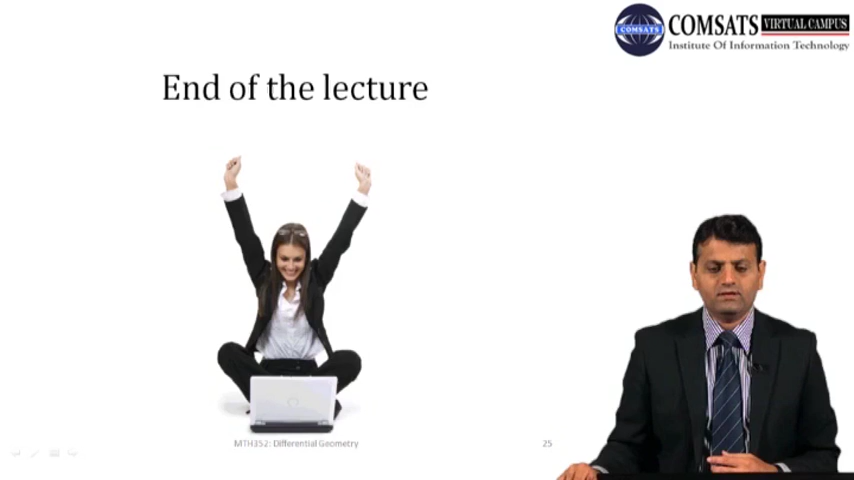 COMSATS VIRTUAL CAMPUS
COMSATS
Institute Of Information Technology
End of the lecture
MTH352: Differential Geometry
25